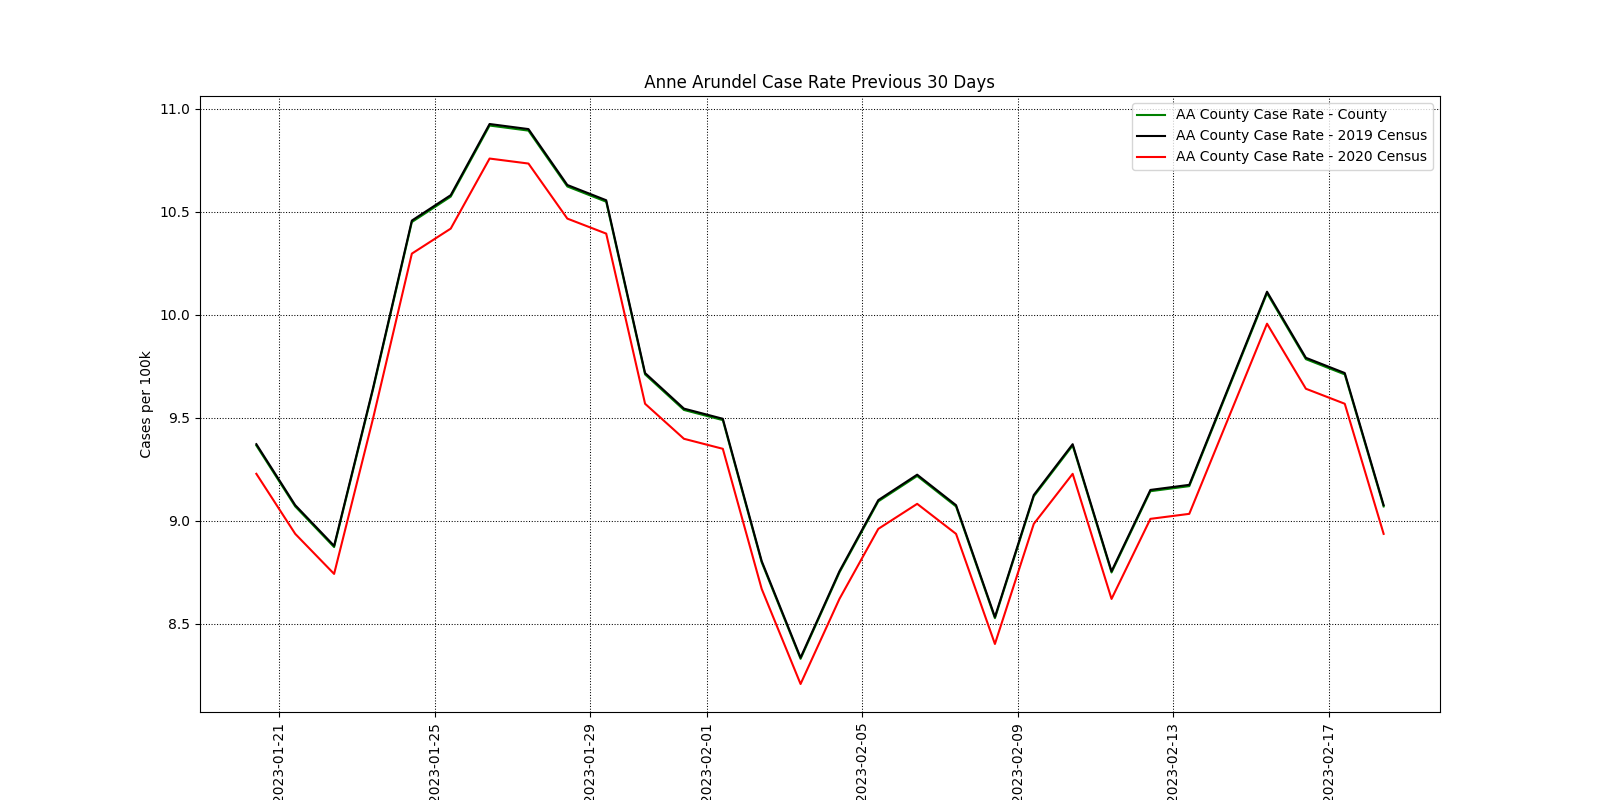 Anne Arundel Case Rate Previous 30 Days
AA County Case Rate - County
AA County Case Rate - 2019 Census
AA County Case Rate - 2020 Census
Cases per 100k
11.0
10.5
10.0
9.5
9.0
8.5
2023-01-21
2023-01-25
2023-01-29
2023-02-01
2023-02-05
2023-02-09
2023-02-13
2023-02-17